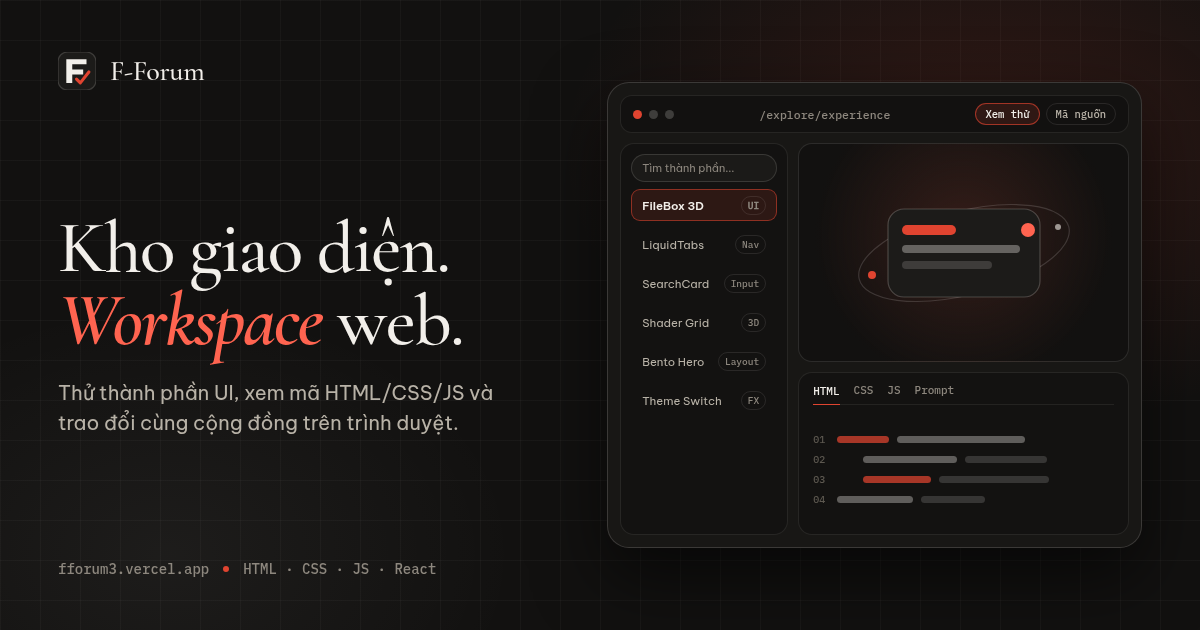 F-Forum
Kho giao diện.
Workspace web.
Thử thành phần UI, xem mã HTML/CSS/JS và
trao đổi cùng cộng đồng trên trình duyệt.
fforum3.vercel.app • HTML · CSS · JS · React
/explore/experience
Xem thử
Mã nguồn
Tìm thành phần...
FileBox 3D UI
LiquidTabs Nav
SearchCard Input
Shader Grid 3D
Bento Hero Layout
Theme Switch FX
HTML CSS JS Prompt
01
02
03
04